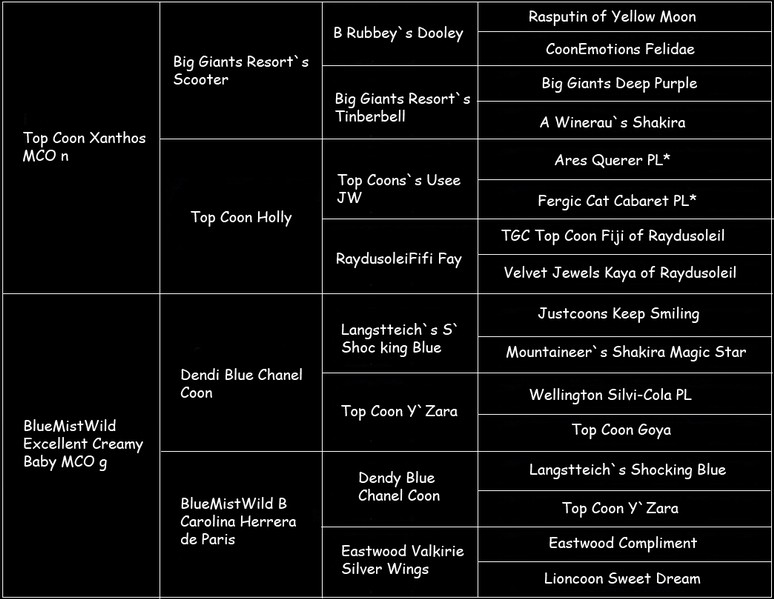 Top Coon Xanthos
MCO n
Big Giants Resort`s
Scooter
B Rubbey`s Dooley
Rasputin of Yellow Moon
CoonEmotions Felidae
Big Giants Resort`s
Tinberbell
Big Giants Deep Purple
A Winerau`s Shakira
Top Coon Holly
Top Coons`s Usee
JW
Ares Querer PL*
Fergic Cat Cabaret PL*
RaydusoleiFifi Fay
TGC Top Coon Fiji of Raydusoleil
Velvet Jewels Kaya of Raydusoleil
BlueMistWild
Excellent Creamy
Baby MCO g
Dendi Blue Chanel
Coon
Langstteich`s S`
Shoc king Blue
Justcoons Keep Smiling
Mountaineer`s Shakira Magic Star
Top Coon Y`Zara
Wellington Silvi-Cola PL
Top Coon Goya
BlueMistWild B
Carolina Herrera
de Paris
Dendy Blue
Chanel Coon
Langstteich`s Shocking Blue
Top Coon Y`Zara
Eastwood Valkirie
Silver Wings
Eastwood Compliment
Lioncoon Sweet Dream